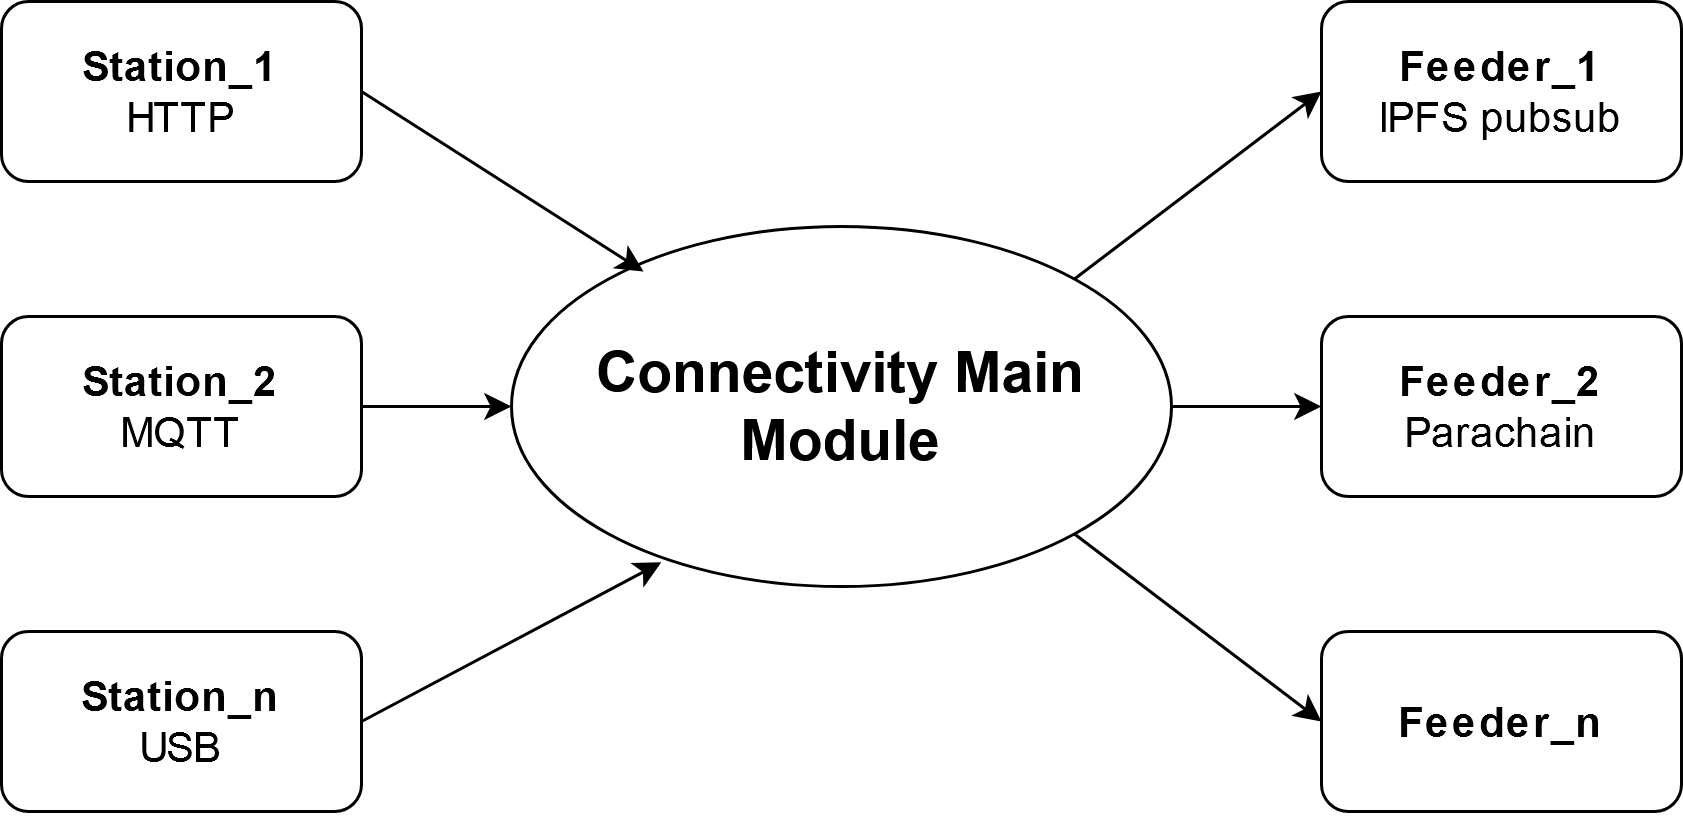 Station_1
HTTP
Station_2
MQTT
Station_n
USB
Connectivity Main
Module
Feeder_1
IPFS pubsub
Feeder_2
Parachain
Feeder_n